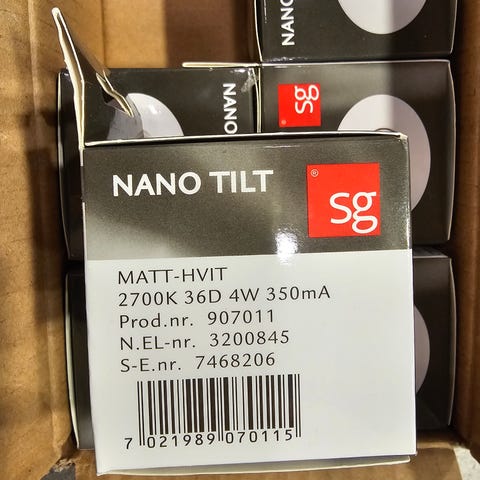 NANO
NANO
sg
NANO TILT
sg
MATT-HVIT
2700K 36D 4W 350mA
Prod.nr. 907011
N.EL-nr. 3200845
S-E.nr. 7468206
7 021989 070115